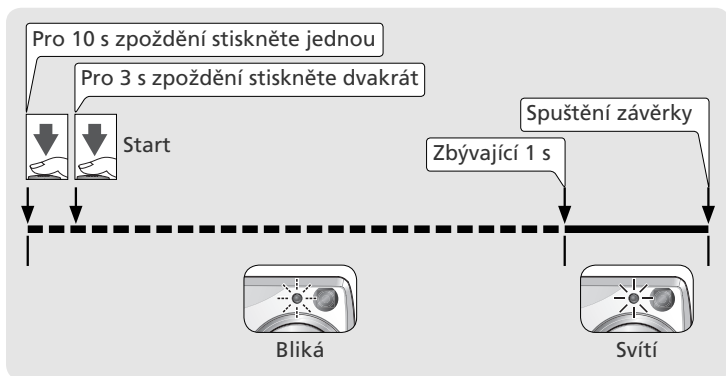 Pro 10 s zpoždění stiskněte jednou
Pro 3 s zpoždění stiskněte dvakrát
Start
Spuštění závěrky
Zbývající 1 s
Bliká
Svítí